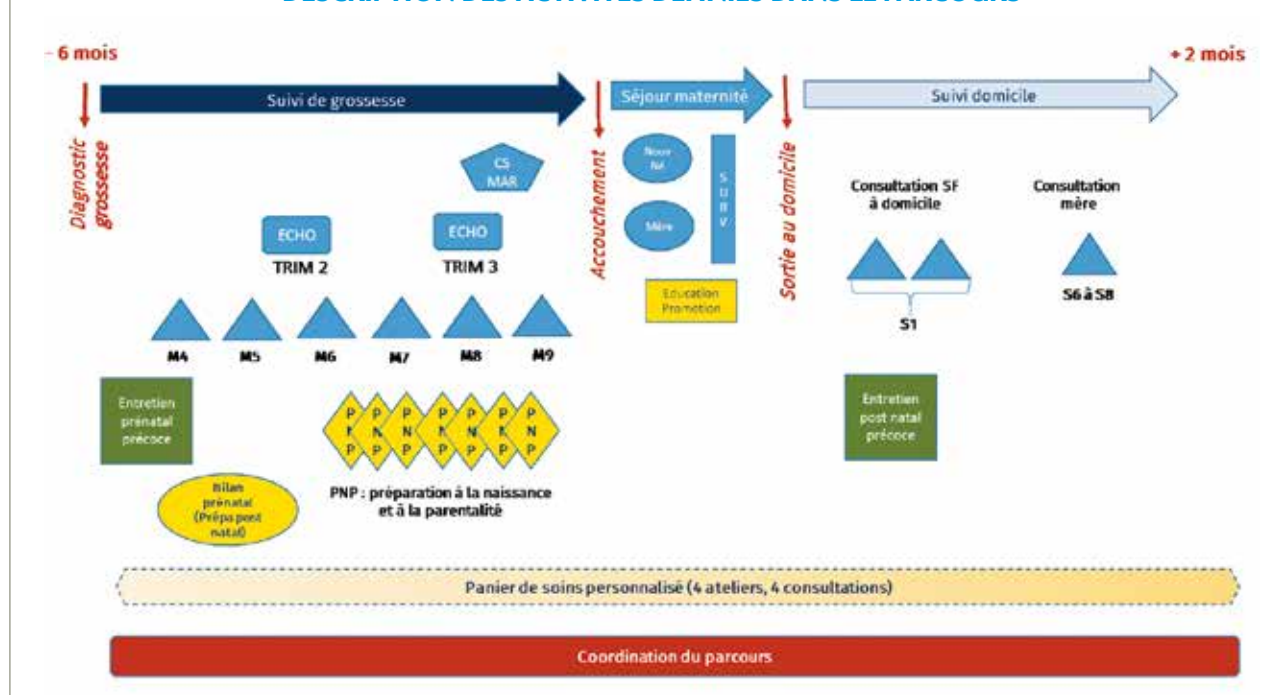 - 6 mois
+ 2 mois
Suivi de grossesse
Séjour maternité
Suivi domicile
Diagnostic
grossesse
Accouchement
Sortie au domicile
CS
MAR
Mère
S
U
R
V
Consultation SF
à domicile
Consultation
mère
ECHO
ECHO
TRIM 2
TRIM 3
Education
Promotion
S1
S6 à S8
M4
M5
M6
M7
M8
M9
Entretien
prénatal
précoce
P
N
P
P
N
P
P
N
P
P
N
P
P
N
P
P
N
P
P
N
P
Entretien
post natal
précoce
Bilan
prénatal
(Prépa post
natal)
PNP : préparation à la naissance
et à la parentalité
Panier de soins personnalisé (4 ateliers, 4 consultations)
Coordination du parcours